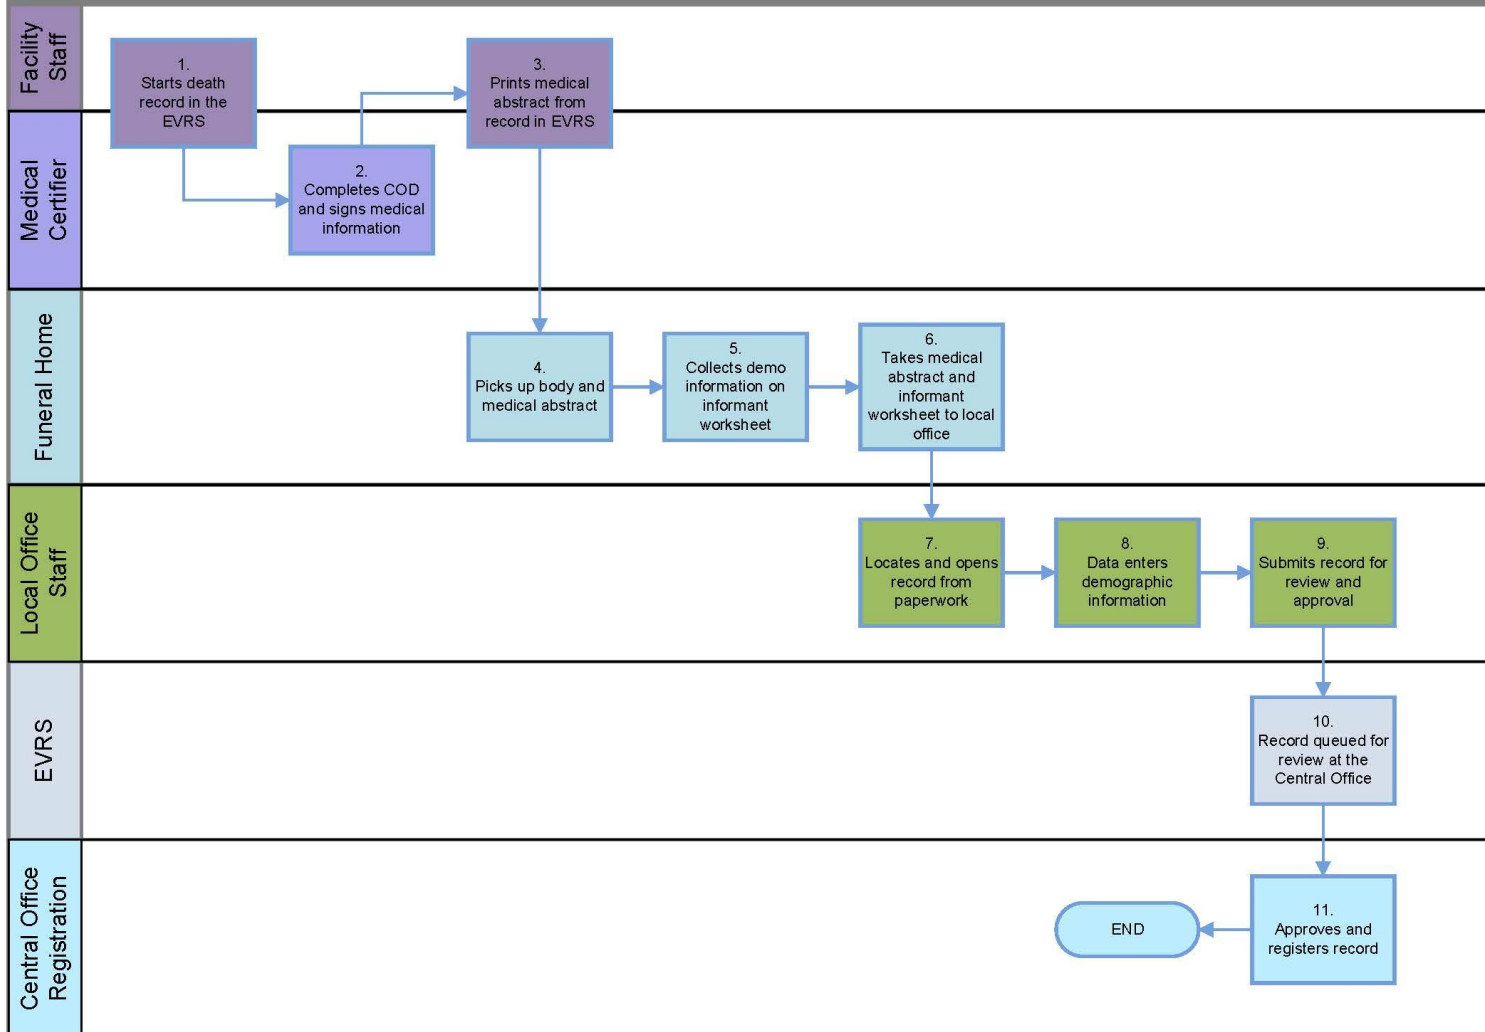 Facility
Staff
1.
Starts death
record in the
EVRS
3.
Prints medical
abstract from
record in EVRS
Medical
Certifier
2.
Completes COD
and signs medical
information
Funeral Home
4.
Picks up body and
medical abstract
5.
Collects demo
information on
informant
worksheet
6.
Takes medical
abstract and
informant
worksheet to local
office
Local Office
Staff
7.
Locates and opens
record from
paperwork
8.
Data enters
demographic
information
9.
Submits record for
review and
approval
EVRS
10.
Record queued for
review at the
Central Office
Central Office
Registration
11.
Approves and
registers record
END